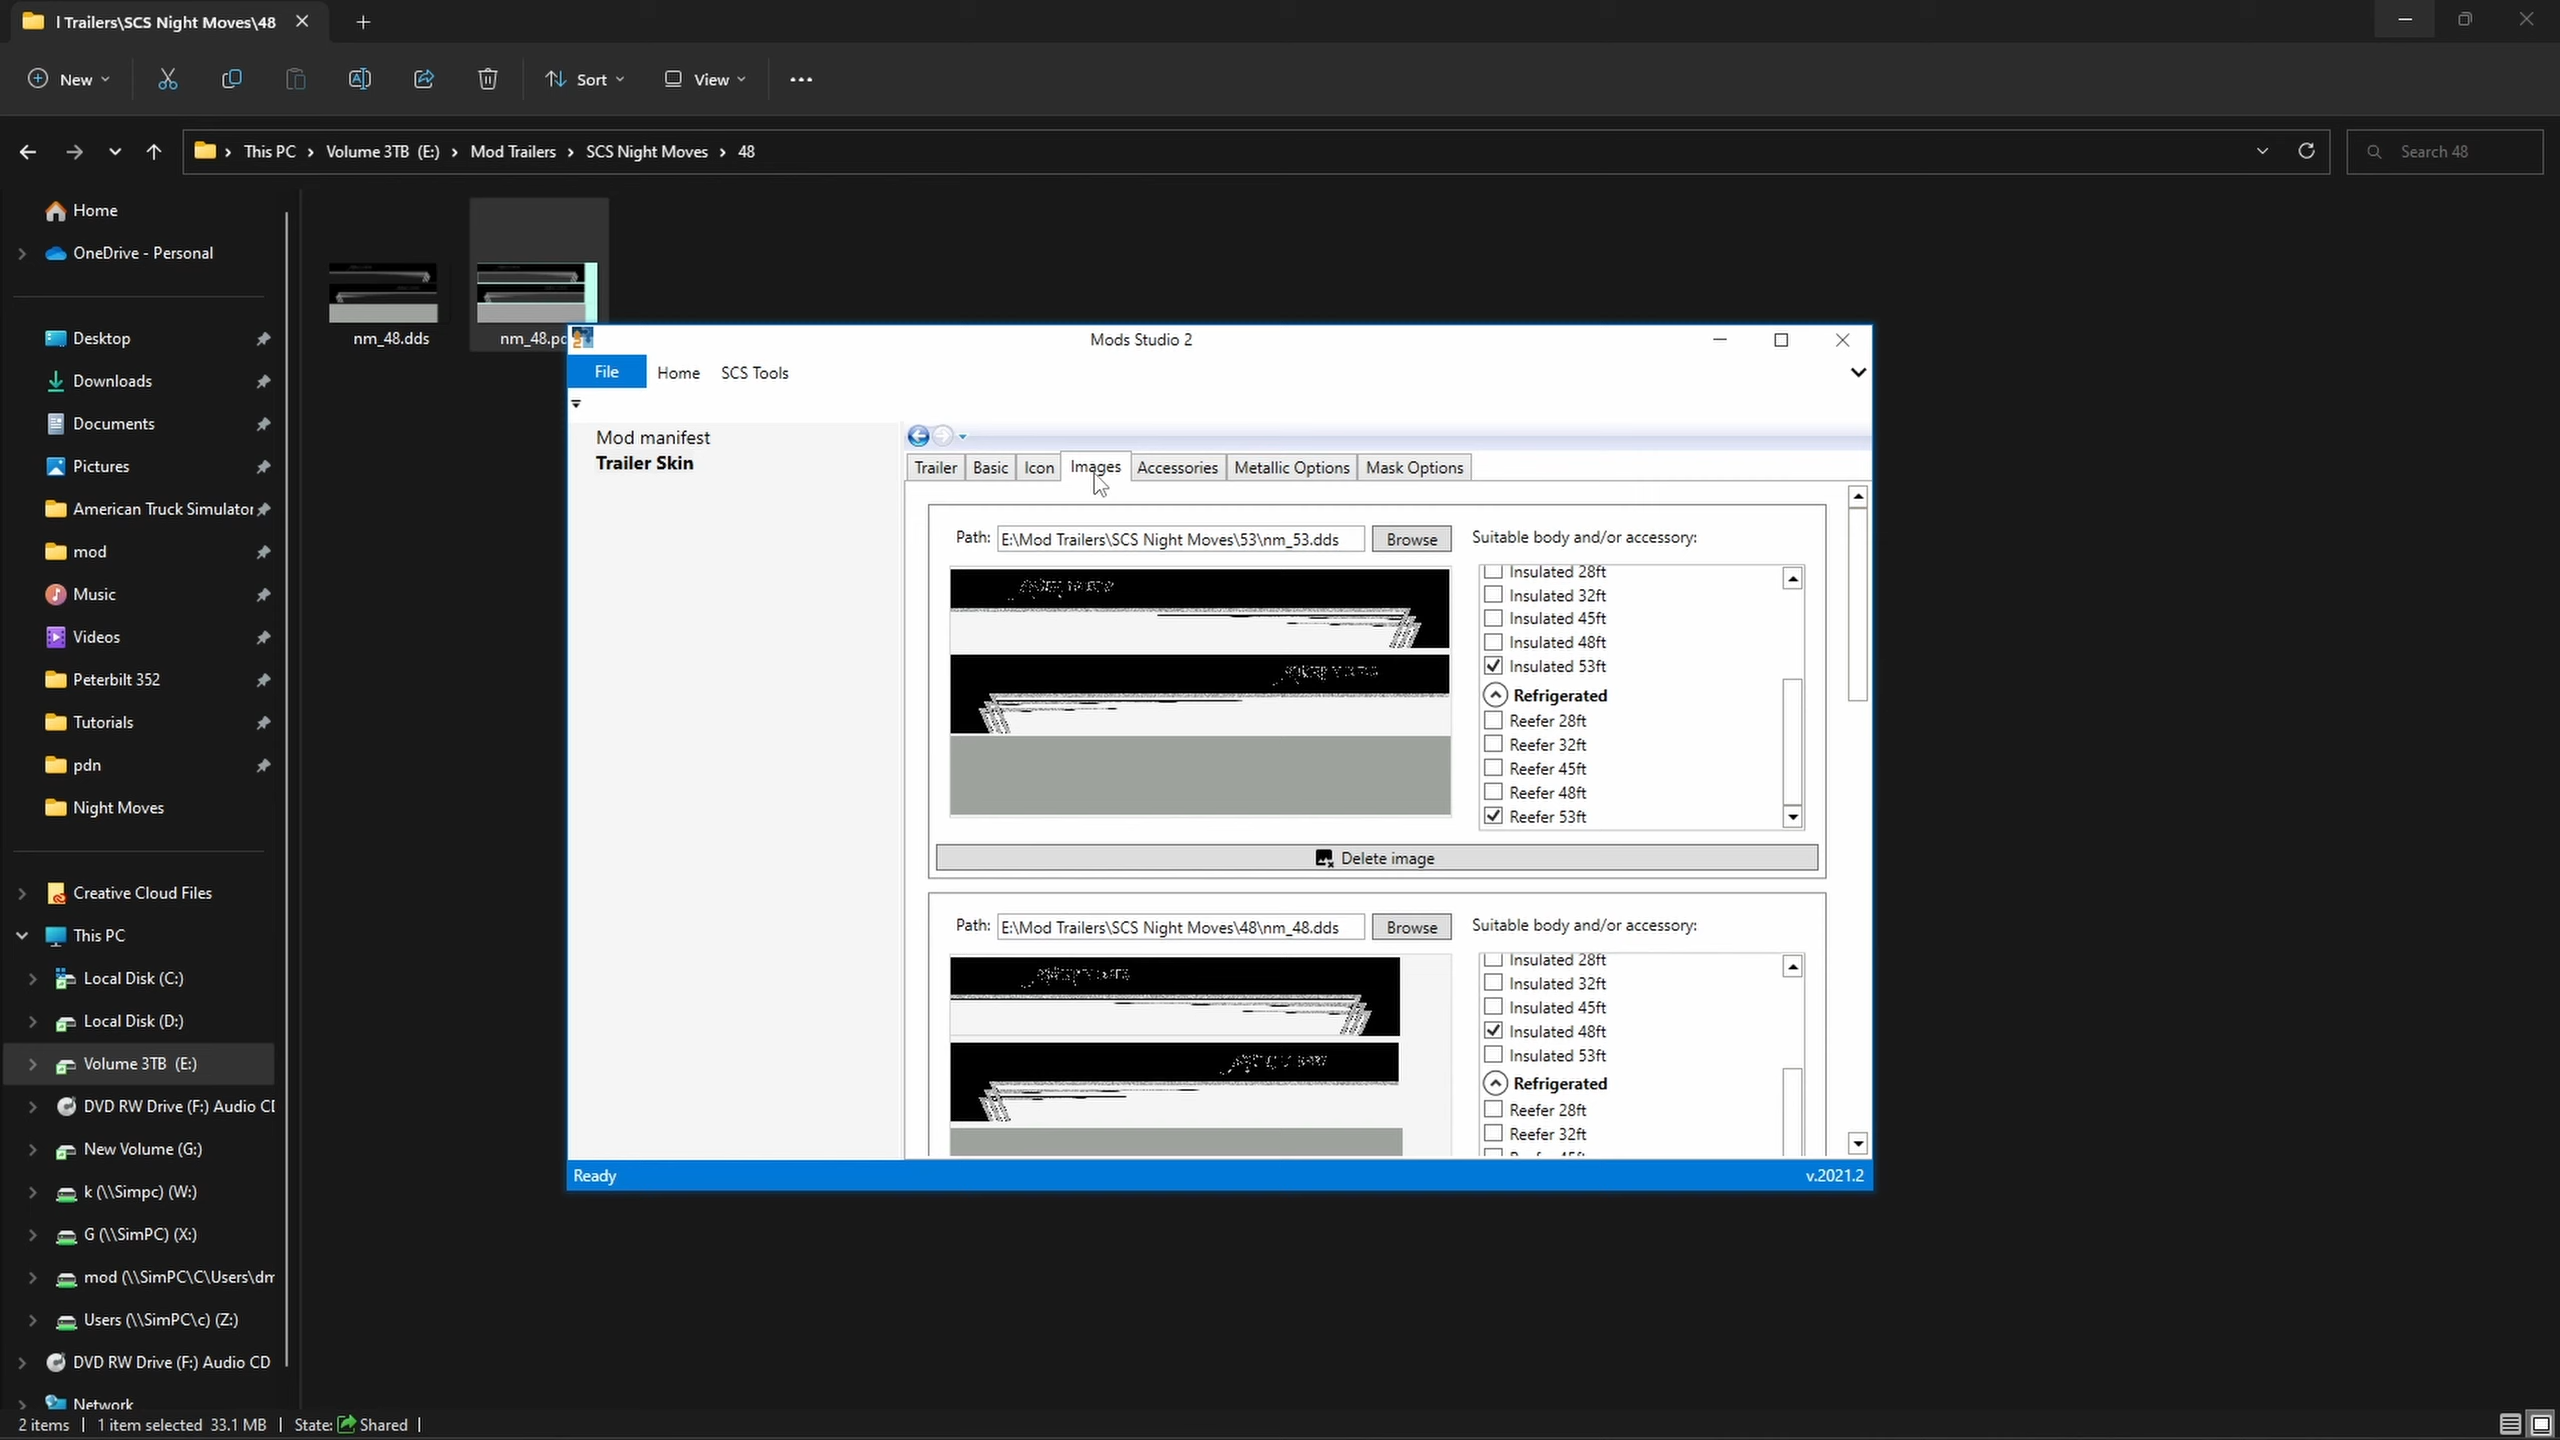 l Trailers\SCS Night Moves\48
New
Sort
View
This PC
Volume 3TB (E:)
Mod Trailers
SCS Night Moves
48
Search 48
Home
OneDrive - Personal
Desktop
Downloads
Documents
Pictures
American Truck Simulator
mod
Music
Videos
Peterbilt 352
Tutorials
pdn
Night Moves
Creative Cloud Files
This PC
Local Disk (C:)
Local Disk (D:)
Volume 3TB (E:)
DVD RW Drive (F:) Audio CD
New Volume (G:)
k (\\Simpc) (W:)
G (\\SimPC) (X:)
mod (\\SimPC\C\Users\dm
Users (\\SimPC\c) (Z:)
DVD RW Drive (F:) Audio CD
Network
nm_48.dds
nm_48.pd
Mods Studio 2
File
Home
SCS Tools
Mod manifest
Trailer Skin
Trailer
Basic
Icon
Images
Accessories
Metallic Options
Mask Options
Path:
E:\Mod Trailers\SCS Night Moves\53\nm_53.dds
Browse
Suitable body and/or accessory:
Insulated 28ft
Insulated 32ft
Insulated 45ft
Insulated 48ft
Insulated 53ft
Refrigerated
Reefer 28ft
Reefer 32ft
Reefer 45ft
Reefer 48ft
Reefer 53ft
Delete image
Path:
E:\Mod Trailers\SCS Night Moves\48\nm_48.dds
Browse
Suitable body and/or accessory:
Insulated 28ft
Insulated 32ft
Insulated 45ft
Insulated 48ft
Insulated 53ft
Refrigerated
Reefer 28ft
Reefer 32ft
Reefer 45ft
Ready
v.2021.2
2 items
1 item selected 33.1 MB
State: Shared